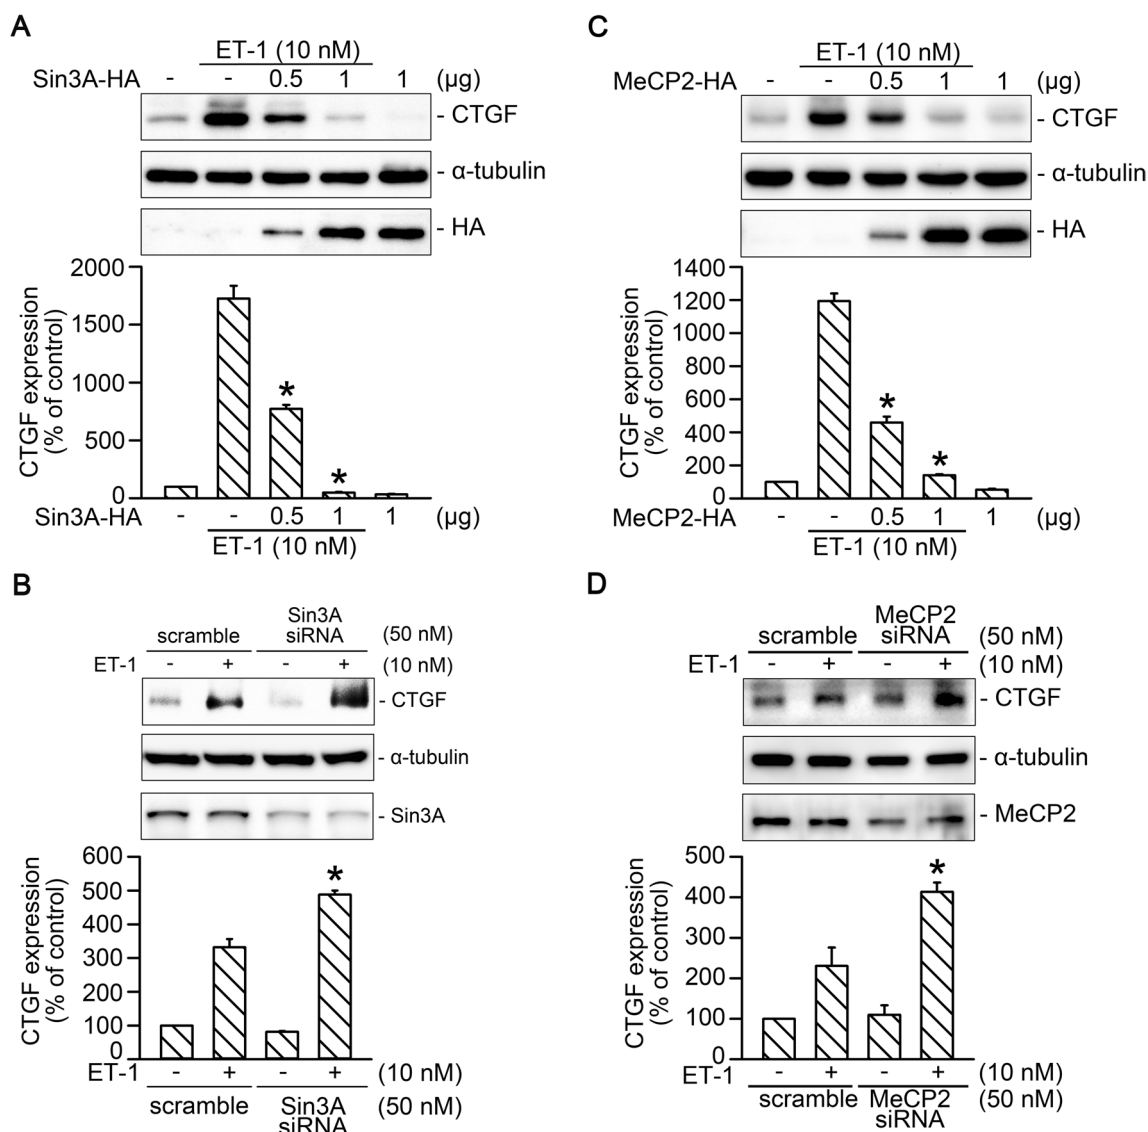 A
ET-1 (10 nM)
Sin3A-HA - - 0.5 1 1 (μg)
- CTGF
- α-tubulin
- HA
CTGF expression
(% of control)
2000
1500
1000
500
0
*
*
Sin3A-HA - - 0.5 1 1 (μg)
ET-1 (10 nM)
C
ET-1 (10 nM)
MeCP2-HA - - 0.5 1 1 (μg)
- CTGF
- α-tubulin
- HA
CTGF expression
(% of control)
1400
1200
1000
800
600
400
200
0
*
*
MeCP2-HA - - 0.5 1 1 (μg)
ET-1 (10 nM)
B
scramble Sin3A siRNA (50 nM)
ET-1 - + - + (10 nM)
- CTGF
- α-tubulin
- Sin3A
CTGF expression
(% of control)
600
500
400
300
200
100
0
*
ET-1 - + - + (10 nM)
scramble Sin3A siRNA (50 nM)
D
scramble MeCP2 siRNA (50 nM)
ET-1 - + - + (10 nM)
- CTGF
- α-tubulin
- MeCP2
CTGF expression
(% of control)
500
400
300
200
100
0
*
ET-1 - + - + (10 nM)
scramble MeCP2 siRNA (50 nM)